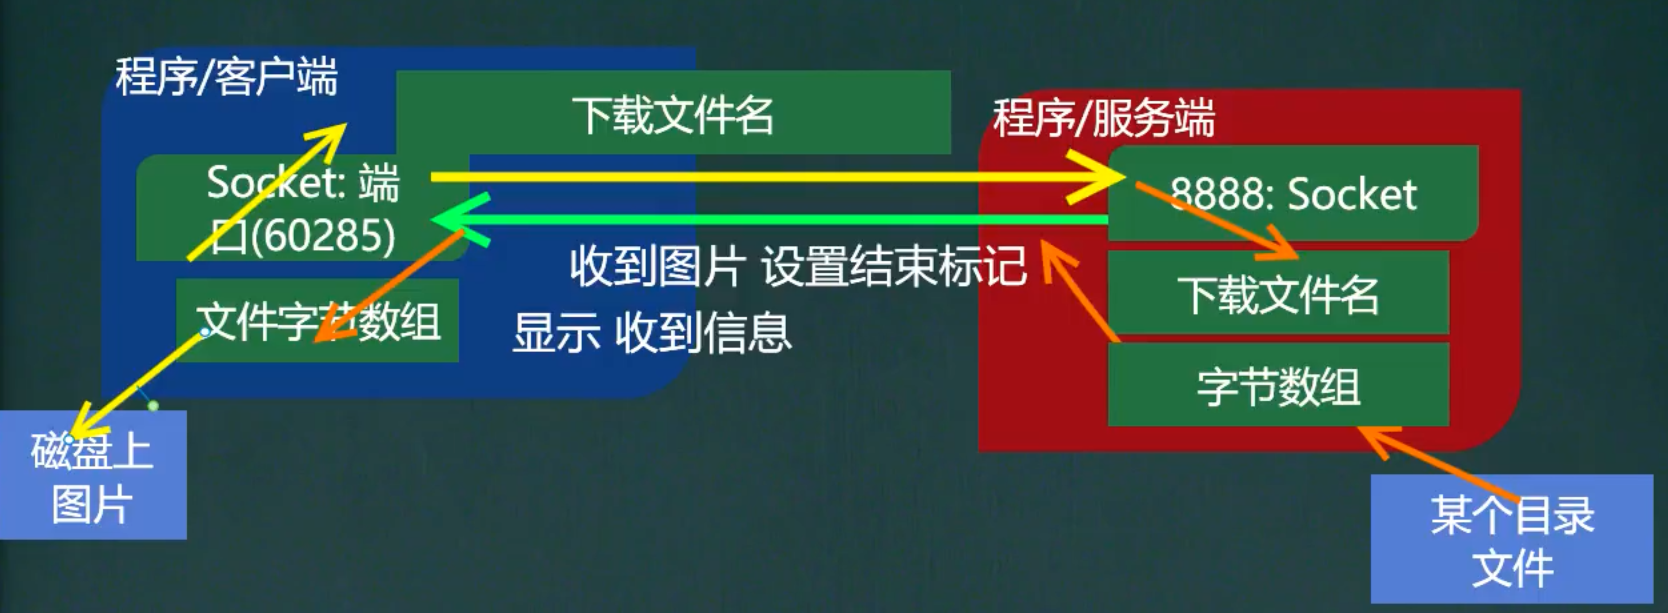 程序/客户端
下载文件名
程序/服务端
Socket: 端
口(60285)
8888: Socket
收到图片 设置结束标记
下载文件名
文件字节数组
显示 收到信息
字节数组
磁盘上
图片
某个目录
文件